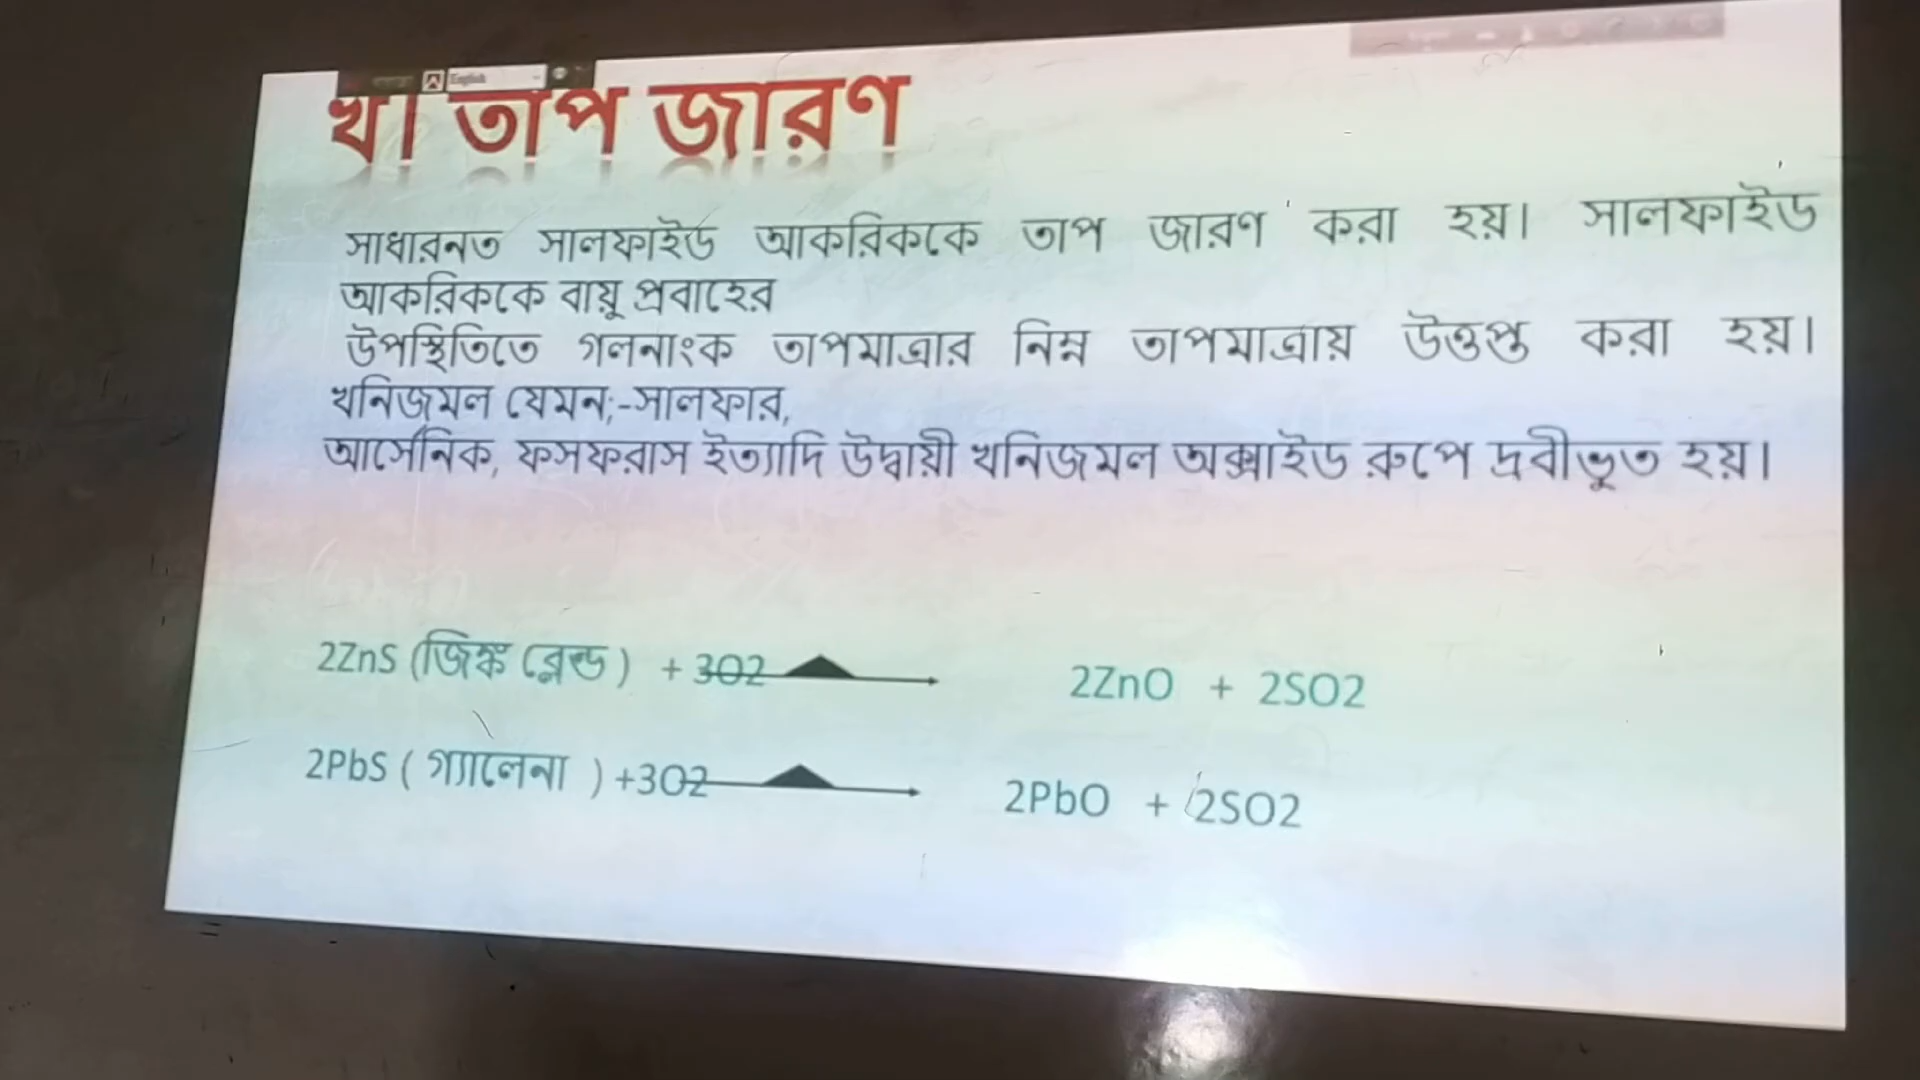 English
খ। তাপ জারণ
সাধারনত সালফাইড আকরিককে তাপ জারণ করা হয়। সালফাইড
আকরিককে বায়ু প্রবাহের
উপস্থিতিতে গলনাংক তাপমাত্রার নিম্ন তাপমাত্রায় উত্তপ্ত করা হয়।
খনিজমল যেমন;-সালফার,
আর্সেনিক, ফসফরাস ইত্যাদি উদ্বায়ী খনিজমল অক্সাইড রুপে দ্রবীভুত হয়।
2ZnS (জিঙ্ক ব্লেন্ড) + 3O2 2ZnO + 2SO2
2PbS ( গ্যালেনা ) +3O2 2PbO + 2SO2